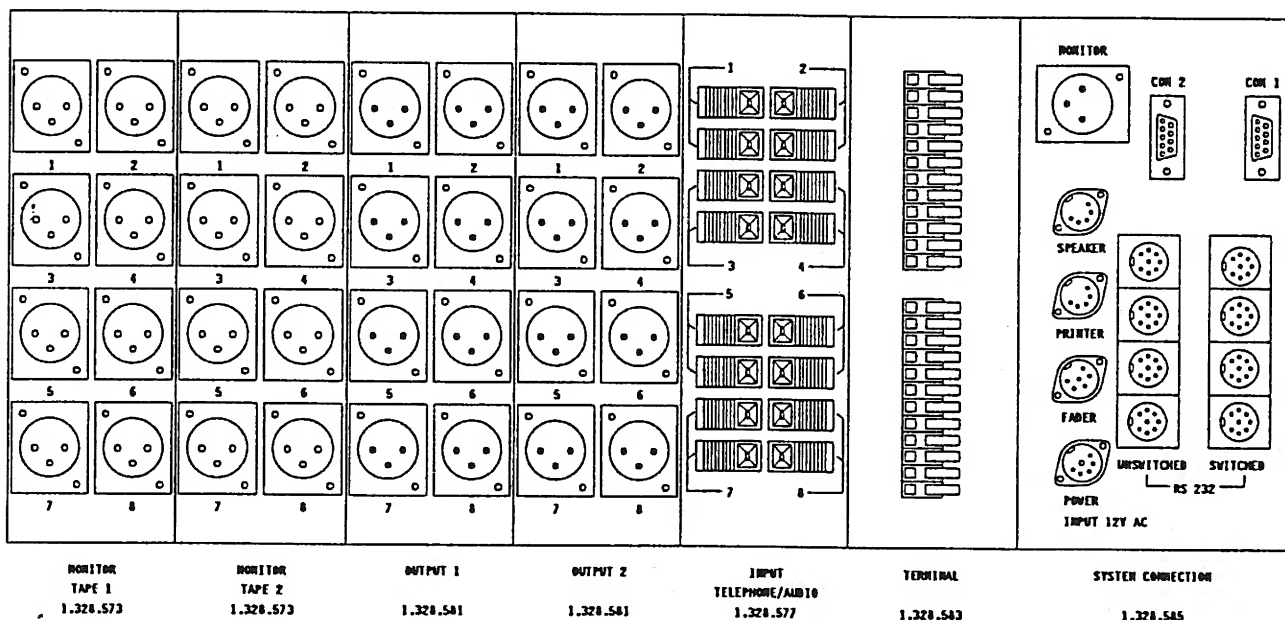 MONITOR
CON 2 CON 1
1 2
1 2 1 2 1 2 1 2
3 4
SPEAKER
3 4 3 4 3 4 3 4
5 6
PRINTER
5 6 5 6 5 6 5 6
FADER
UNSWITCHED SWITCHED
RS 232
7 8
POWER
7 8 7 8 7 8 7 8
INPUT 12V AC
MONITOR
TAPE 1
1.328.573
MONITOR
TAPE 2
1.328.573
OUTPUT 1
1.328.581
OUTPUT 2
1.328.581
INPUT
TELEPHONE/AUDIO
1.328.577
TERMINAL
1.328.583
SYSTEM CONNECTION
1.328.585